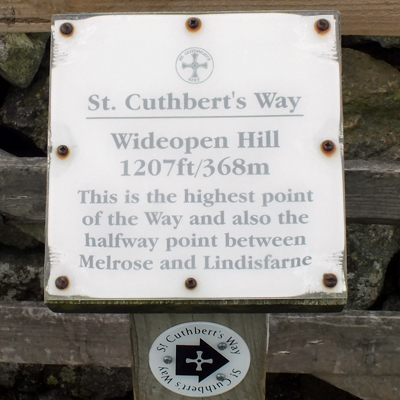 St. Cuthbert's Way
Wideopen Hill
1207ft/368m
This is the highest point
of the Way and also the
halfway point between
Melrose and Lindisfarne
St Cuthbert's Way
St Cuthbert's Way